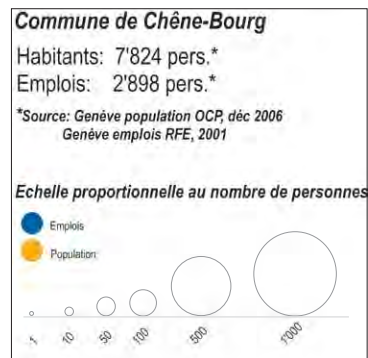 Commune de Chêne-Bourg
Habitants: 7'824 pers.*
Emplois: 2'898 pers.*
*Source: Genève population OCP, déc 2006
Genève emplois RFE, 2001
Echelle proportionnelle au nombre de personnes
Emplois
Population
1 10 50 100 500 1'000